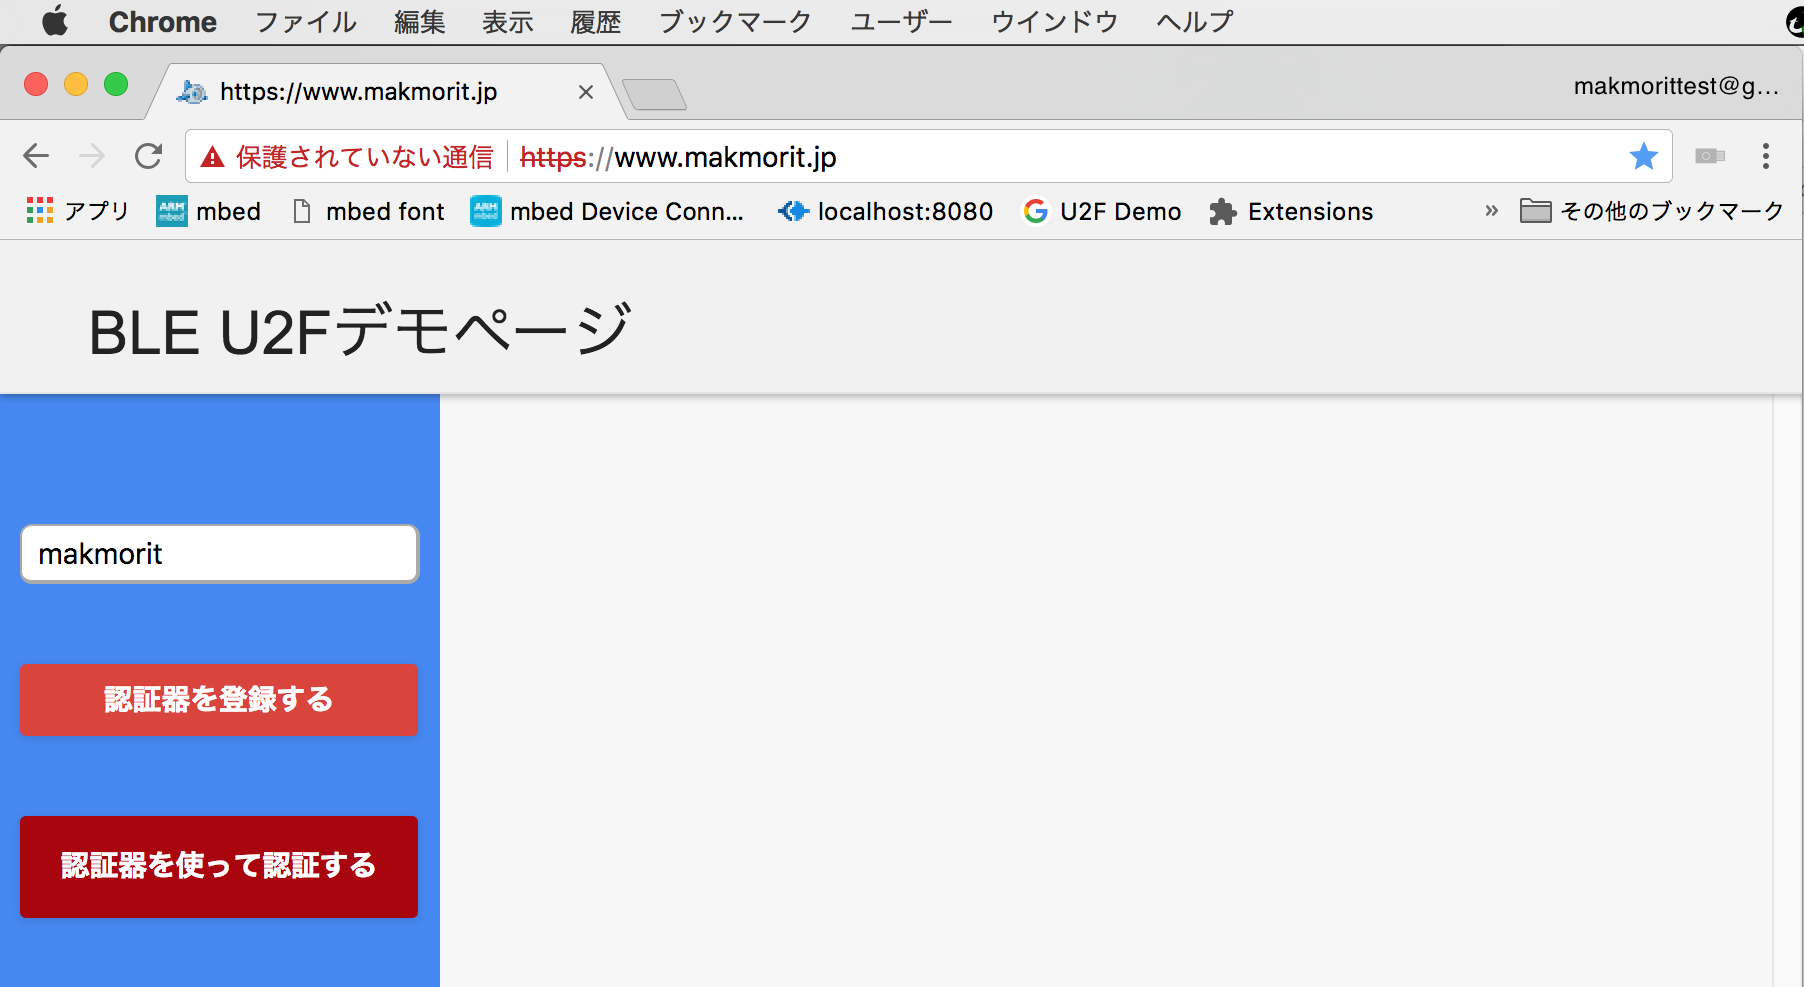 Chrome ファイル 編集 表示 履歴 ブックマーク ユーザー ウインドウ ヘルプ
https://www.makmorit.jp
makmorittest@g...
保護されていない通信 https://www.makmorit.jp
アプリ ARM mbed mbed mbed font ARM mbed mbed Device Conn... localhost:8080 G U2F Demo Extensions » その他のブックマーク
BLE U2Fデモページ
makmorit
認証器を登録する
認証器を使って認証する